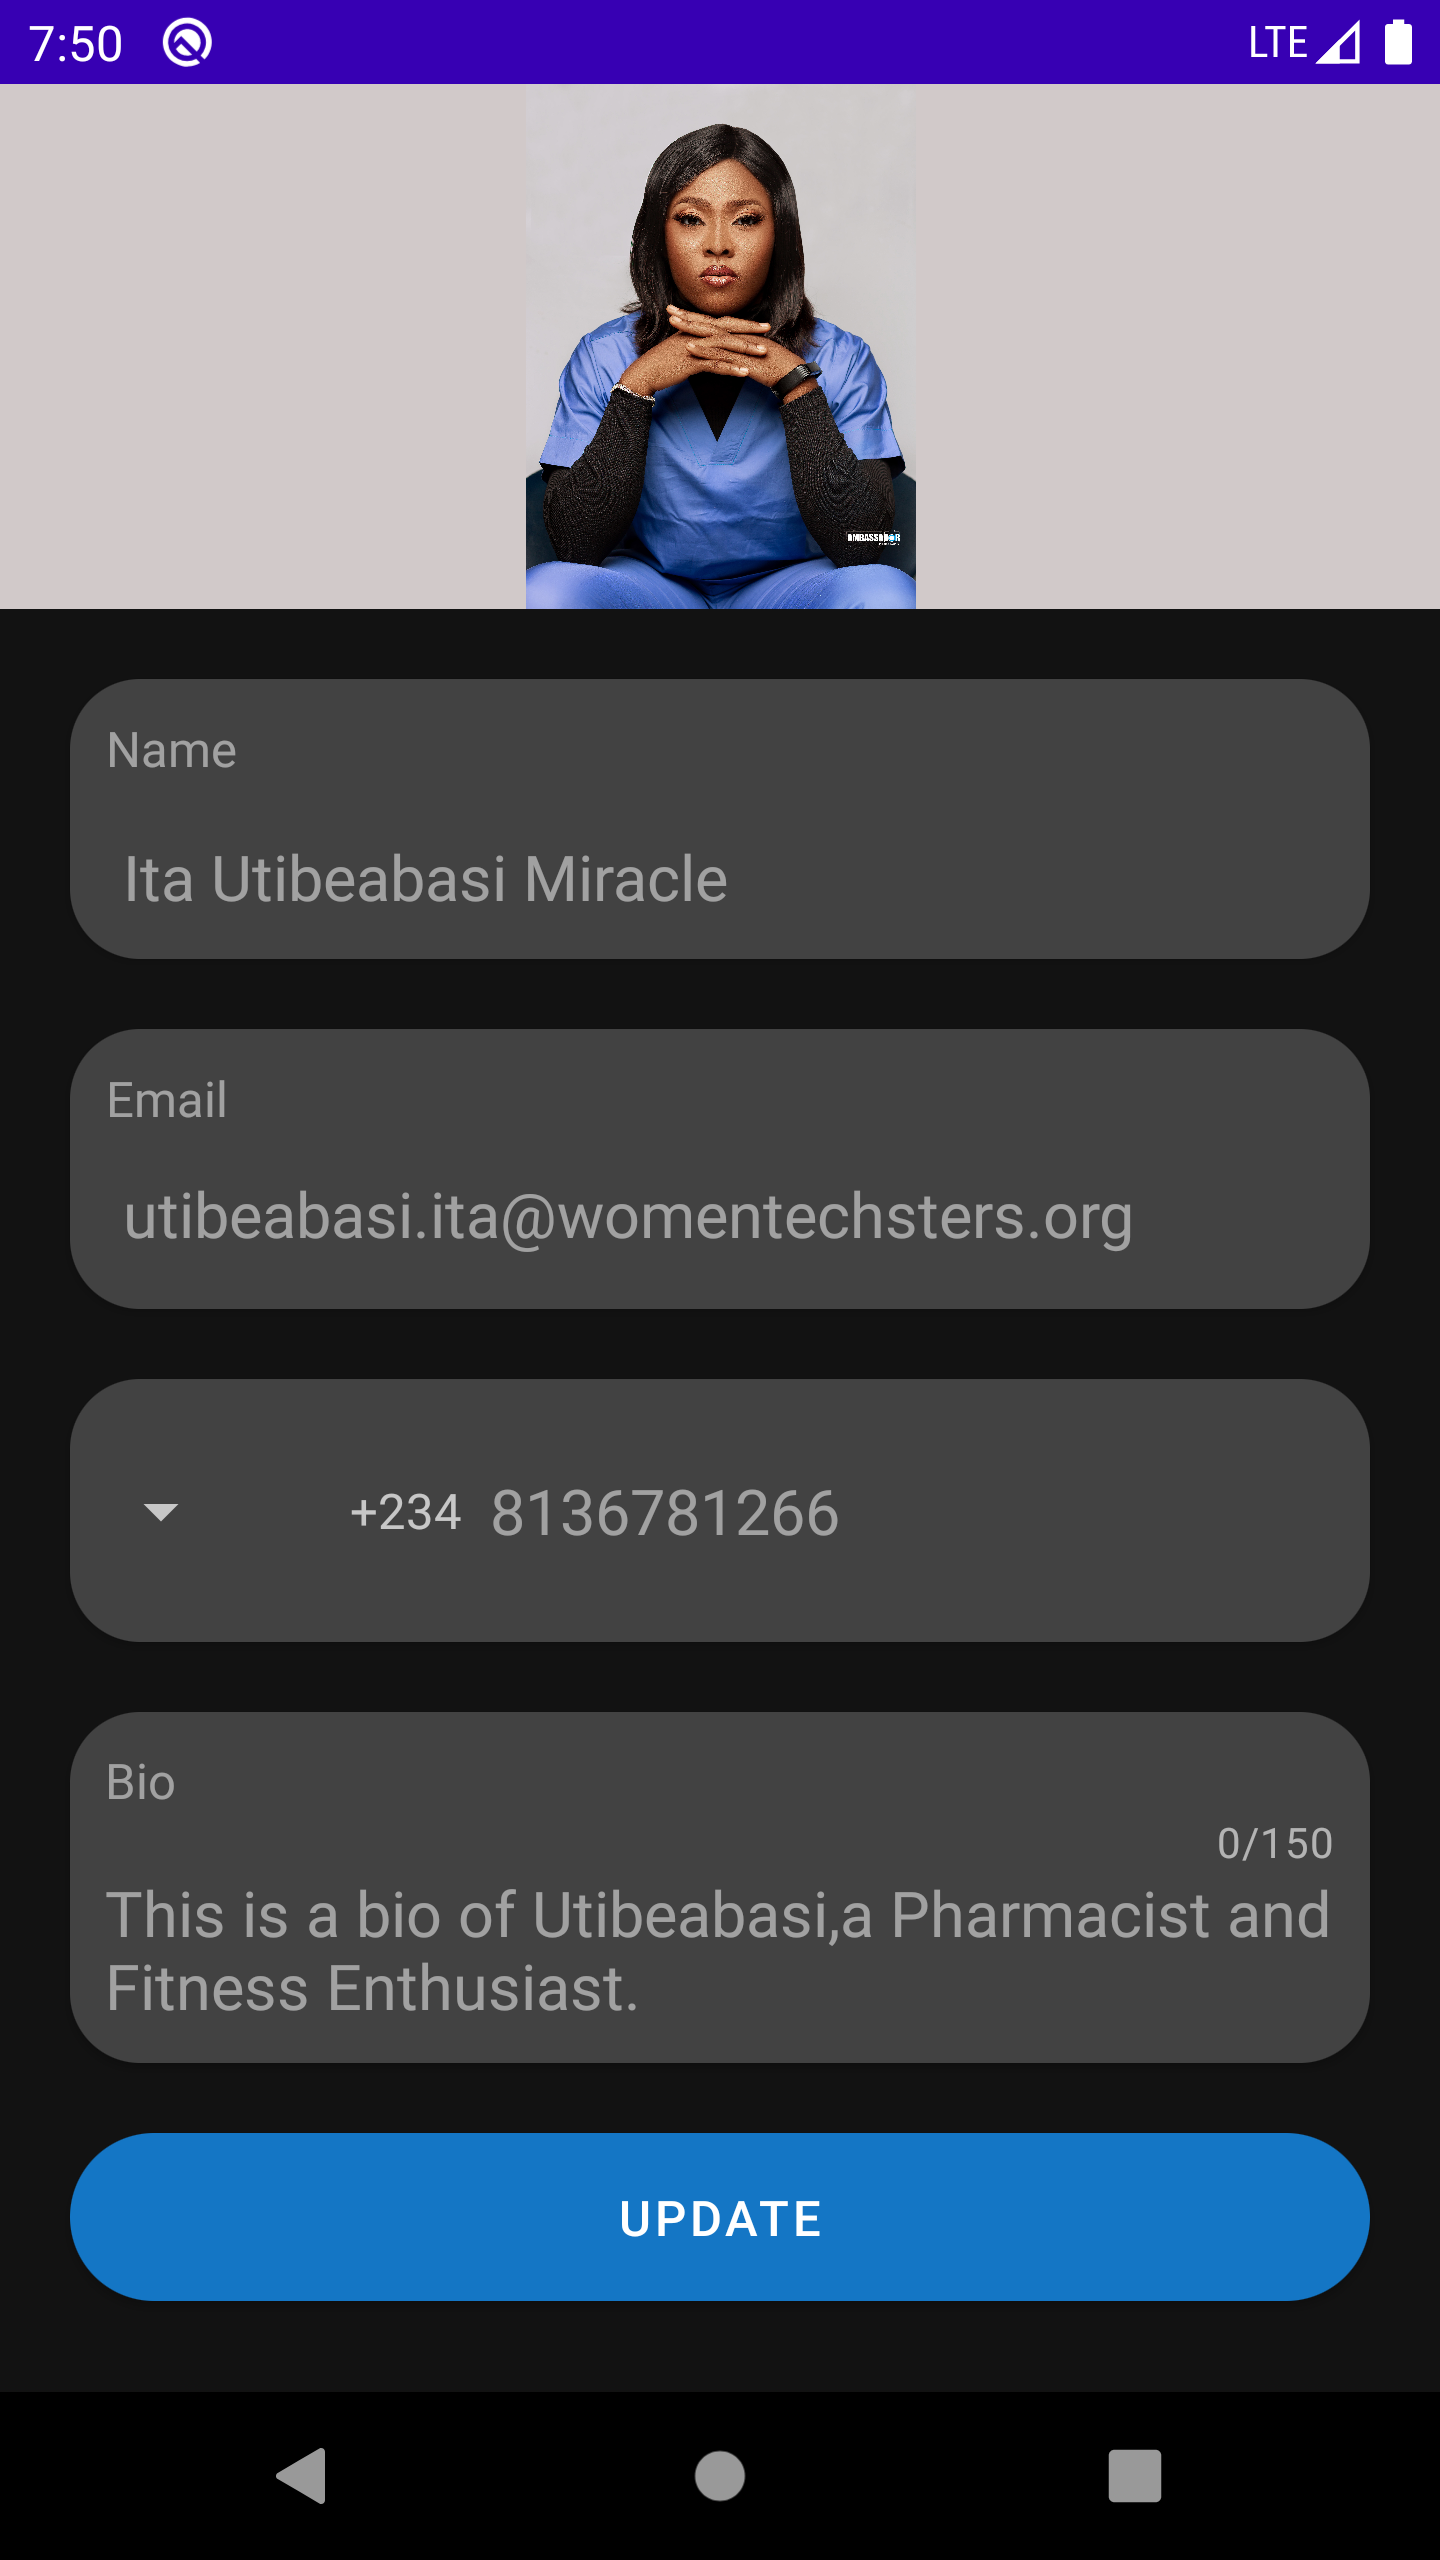 7:50
LTE
AMBASSADOR
Name
Ita Utibeabasi Miracle
Email
utibeabasi.ita@womentechsters.org
+234 8136781266
Bio
0/150
This is a bio of Utibeabasi,a Pharmacist and
Fitness Enthusiast.
UPDATE